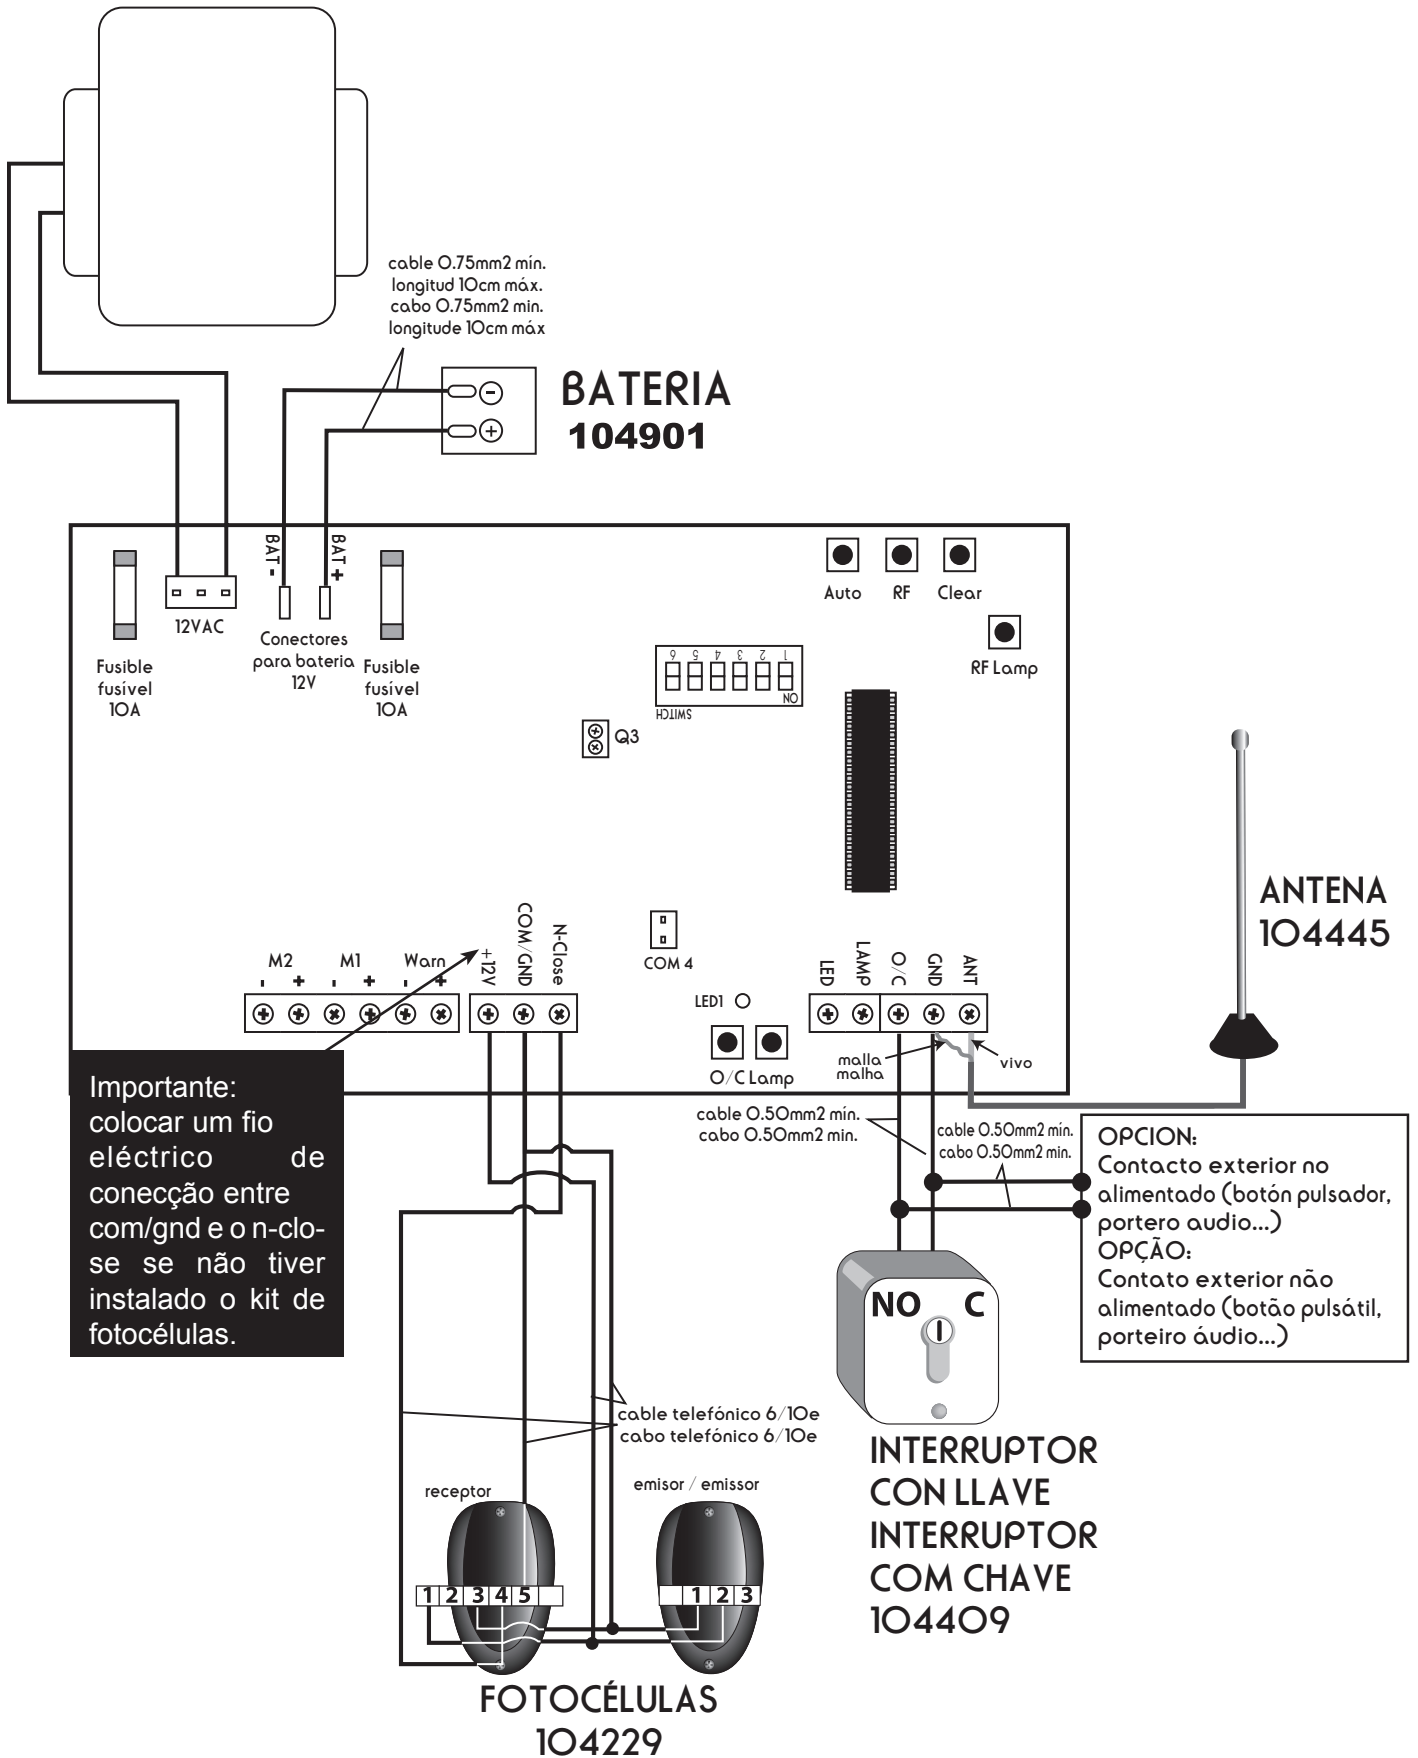 cable 0.75mm2 mín.
longitud 10cm máx.
cabo 0.75mm2 min.
longitude 10cm máx
-
+
BATERIA
104901
BAT -
BAT +
12VAC
Conectores
para bateria
12V
Fusible
fusível
10A
Fusible
fusível
10A
Auto
RF
Clear
RF Lamp
6 5 4 3 2 1
ON
SWITCH
Q3
ANTENA
104445
M2
- +
M1
- +
Warn
- +
+12V
COM/GND
N-Close
COM 4
LED1
O/C Lamp
LED
LAMP
O/C
GND
ANT
malla
malha
vivo
Importante:
colocar um fio
eléctrico de
conecção entre
com/gnd e o n-clo-
se se não tiver
instalado o kit de
fotocélulas.
cable 0.50mm2 mín.
cabo 0.50mm2 min.
cable 0.50mm2 mín.
cabo 0.50mm2 min.
OPCION:
Contacto exterior no
alimentado (botón pulsador,
portero audio...)
OPÇÃO:
Contato exterior não
alimentado (botão pulsátil,
porteiro áudio...)
NO C
cable telefónico 6/10e
cabo telefónico 6/10e
INTERRUPTOR
CON LLAVE
INTERRUPTOR
COM CHAVE
104409
receptor
emisor / emissor
1 2 3 4 5
1 2 3
FOTOCÉLULAS
104229